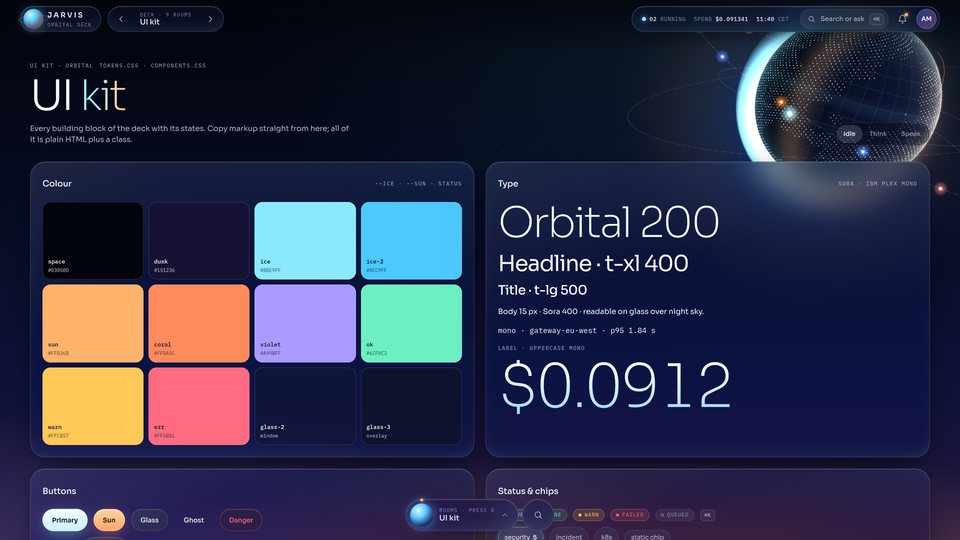 JARVIS
ORBITAL DECK
DECK · 9 ROOMS
UI kit
02 RUNNING SPEND $0.091341 11:40 CET
Search or ask ⌘K
AM
UI KIT · ORBITAL TOKENS.CSS · COMPONENTS.CSS
UI kit
Every building block of the deck with its states. Copy markup straight from here; all of
it is plain HTML plus a class.
Idle Think Speak
Colour
--ICE · --SUN · STATUS
space
#03050D
dusk
#151236
ice
#8BE9FF
ice-2
#4CC9FF
sun
#FFB36B
coral
#FF8A5C
violet
#A99BFF
ok
#6CF0C2
warn
#FFC857
err
#FF6B81
glass-2
window
glass-3
overlay
Type
SORA · IBM PLEX MONO
Orbital 200
Headline · t-xl 400
Title · t-lg 500
Body 15 px · Sora 400 · readable on glass over night sky.
mono · gateway-eu-west · p95 1.84 s
LABEL · UPPERCASE MONO
$0.0912
Buttons
Primary Sun Glass Ghost Danger
Status & chips
WARN FAILED QUEUED ⌘K
security 5 incident k8s static chip
ROOMS · PRESS G
UI kit